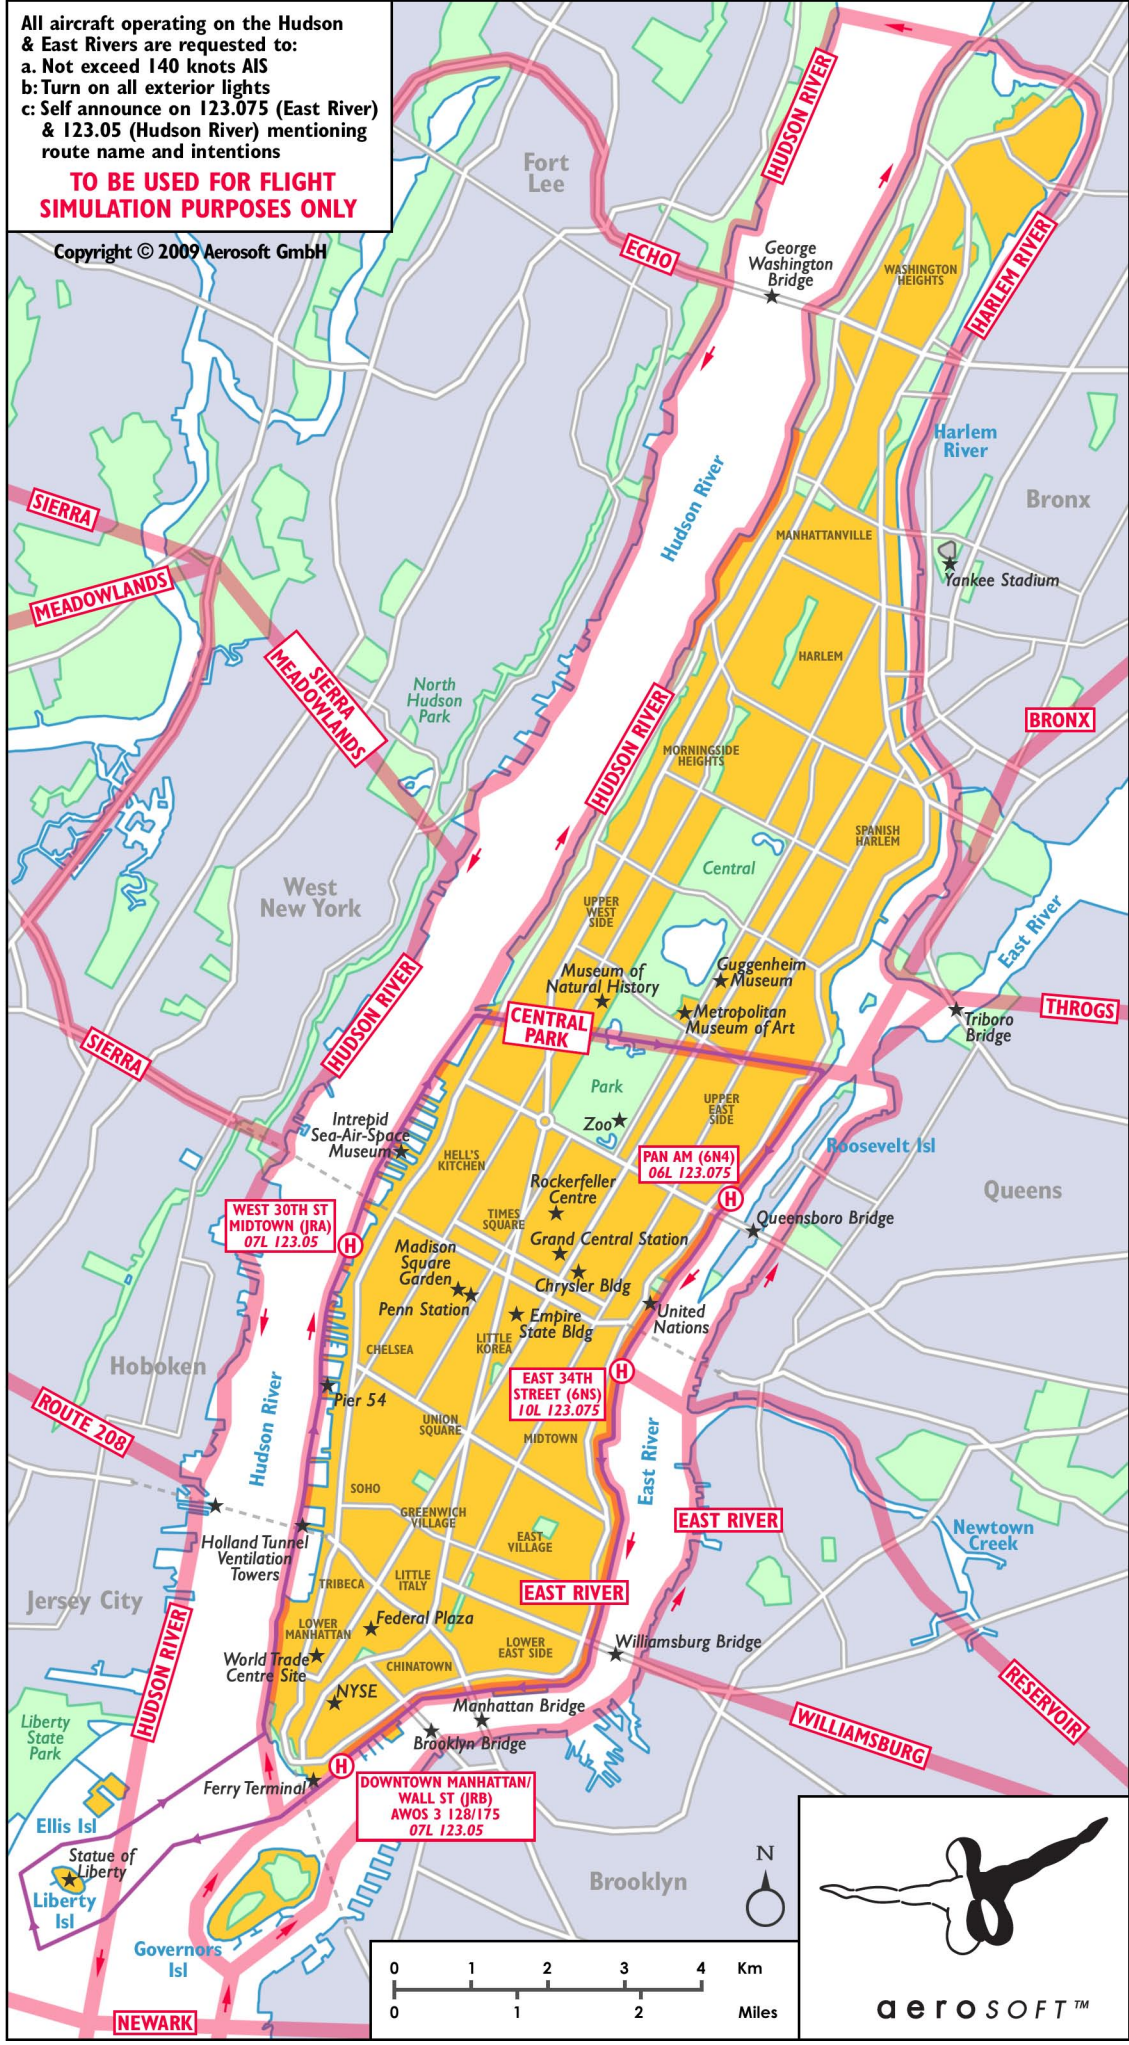 All aircraft operating on the Hudson
& East Rivers are requested to:
a. Not exceed 140 knots AIS
b: Turn on all exterior lights
c: Self announce on 123.075 (East River)
& 123.05 (Hudson River) mentioning
route name and intentions
TO BE USED FOR FLIGHT
SIMULATION PURPOSES ONLY
Copyright © 2009 Aerosoft GmbH
HUDSON RIVER
Fort
Lee
ECHO
George
Washington
Bridge
WASHINGTON
HEIGHTS
HARLEM RIVER
Harlem
River
Hudson River
Bronx
SIERRA
MANHATTANVILLE
Yankee Stadium
MEADOWLANDS
SIERRA
MEADOWLANDS
HARLEM
North
Hudson
Park
BRONX
HUDSON RIVER
MORNINGSIDE
HEIGHTS
SPANISH
HARLEM
Central
West
New York
UPPER
WEST
SIDE
East River
Guggenheim
Museum
Museum of
Natural History
HUDSON RIVER
CENTRAL
PARK
Metropolitan
Museum of Art
THROGS
Triboro
Bridge
SIERRA
Park
UPPER
EAST
SIDE
Zoo
Intrepid
Sea-Air-Space
Museum
HELL'S
KITCHEN
PAN AM (6N4)
06L 123.075
Roosevelt Isl
Rockerfeller
Centre
Queens
WEST 30TH ST
MIDTOWN (JRA)
07L 123.05
H
H
TIMES
SQUARE
Queensboro Bridge
Madison
Square
Garden
Grand Central Station
Chrysler Bldg
Penn Station
Empire
State Bldg
United
Nations
CHELSEA
LITTLE
KOREA
Hoboken
EAST 34TH
STREET (6NS)
10L 123.075
H
Pier 54
ROUTE 208
Hudson River
UNION
SQUARE
MIDTOWN
East River
SOHO
GREENWICH
VILLAGE
EAST RIVER
Newtown
Creek
Holland Tunnel
Ventilation
Towers
EAST
VILLAGE
TRIBECA
LITTLE
ITALY
EAST RIVER
Jersey City
Federal Plaza
LOWER
MANHATTAN
HUDSON RIVER
World Trade
Centre Site
LOWER
EAST SIDE
Williamsburg Bridge
CHINATOWN
NYSE
RESERVOIR
Manhattan Bridge
WILLIAMSBURG
Liberty
State
Park
Brooklyn Bridge
H
Ferry Terminal
DOWNTOWN MANHATTAN/
WALL ST (JRB)
AWOS 3 128/175
07L 123.05
Ellis Isl
Statue of
Liberty
Liberty
Isl
N
Brooklyn
Governors
Isl
0 1 2 3 4 Km
0 1 2 Miles
NEWARK
aeroSOFT™